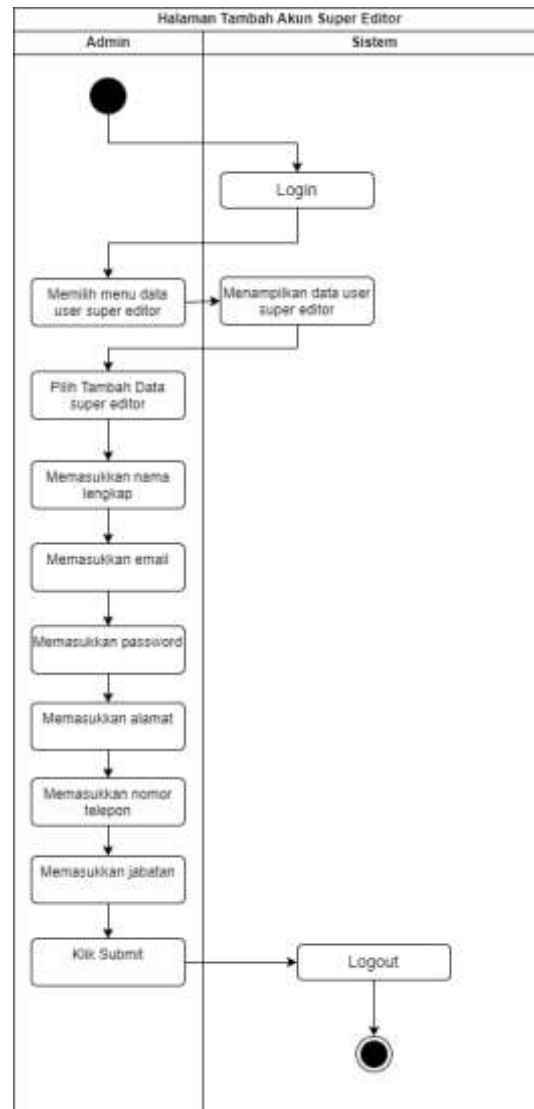 Halaman Tambah Akun Super Editor
Admin
Sistem
Login
Memilih menu data
user super editor
Menampilkan data user
super editor
Pilih Tambah Data
super editor
Memasukkan nama
lengkap
Memasukkan email
Memasukkan password
Memasukkan alamat
Memasukkan nomor
telepon
Memasukkan jabatan
Klik Submit
Logout